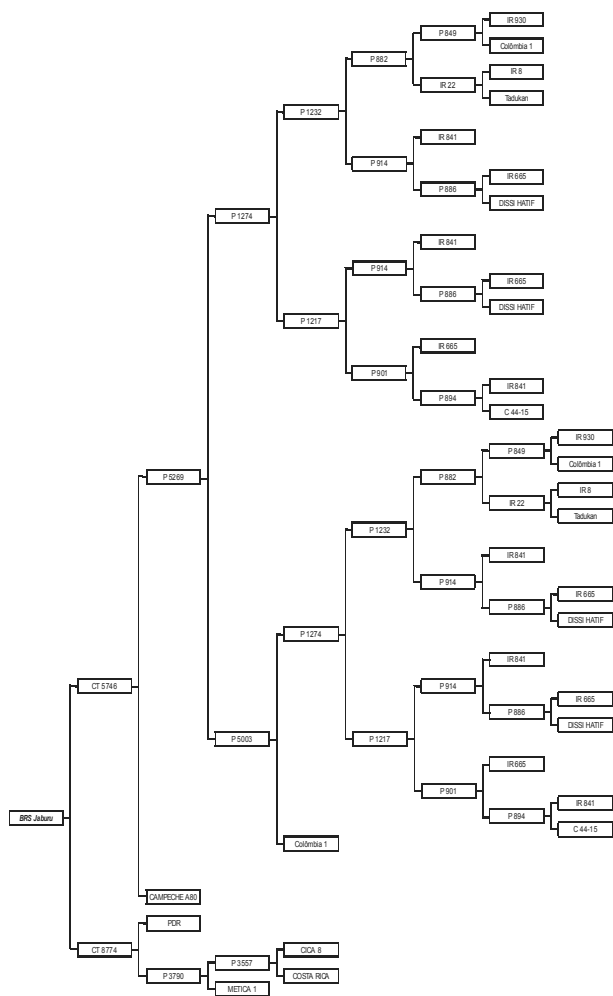 IR 930
P 849
Colômbia 1
P 882
IR 8
IR 22
Tadukan
P 1232
IR 841
P 914
IR 665
P 886
DISSI HATIF
P 1274
IR 841
P 914
IR 665
P 886
DISSI HATIF
P 1217
IR 665
P 901
IR 841
P 894
C 44-15
IR 930
P 849
Colômbia 1
P 5269
P 882
IR 8
IR 22
Tadukan
P 1232
IR 841
P 914
IR 665
P 886
DISSI HATIF
P 1274
IR 841
CT 5746
P 914
IR 665
P 886
DISSI HATIF
P 5003
P 1217
IR 665
P 901
IR 841
P 894
BRS Jaburu
C 44-15
Colômbia 1
CAMPECHE A80
PDR
CT 8774
CICA 8
P 3557
P 3790
COSTA RICA
METICA 1